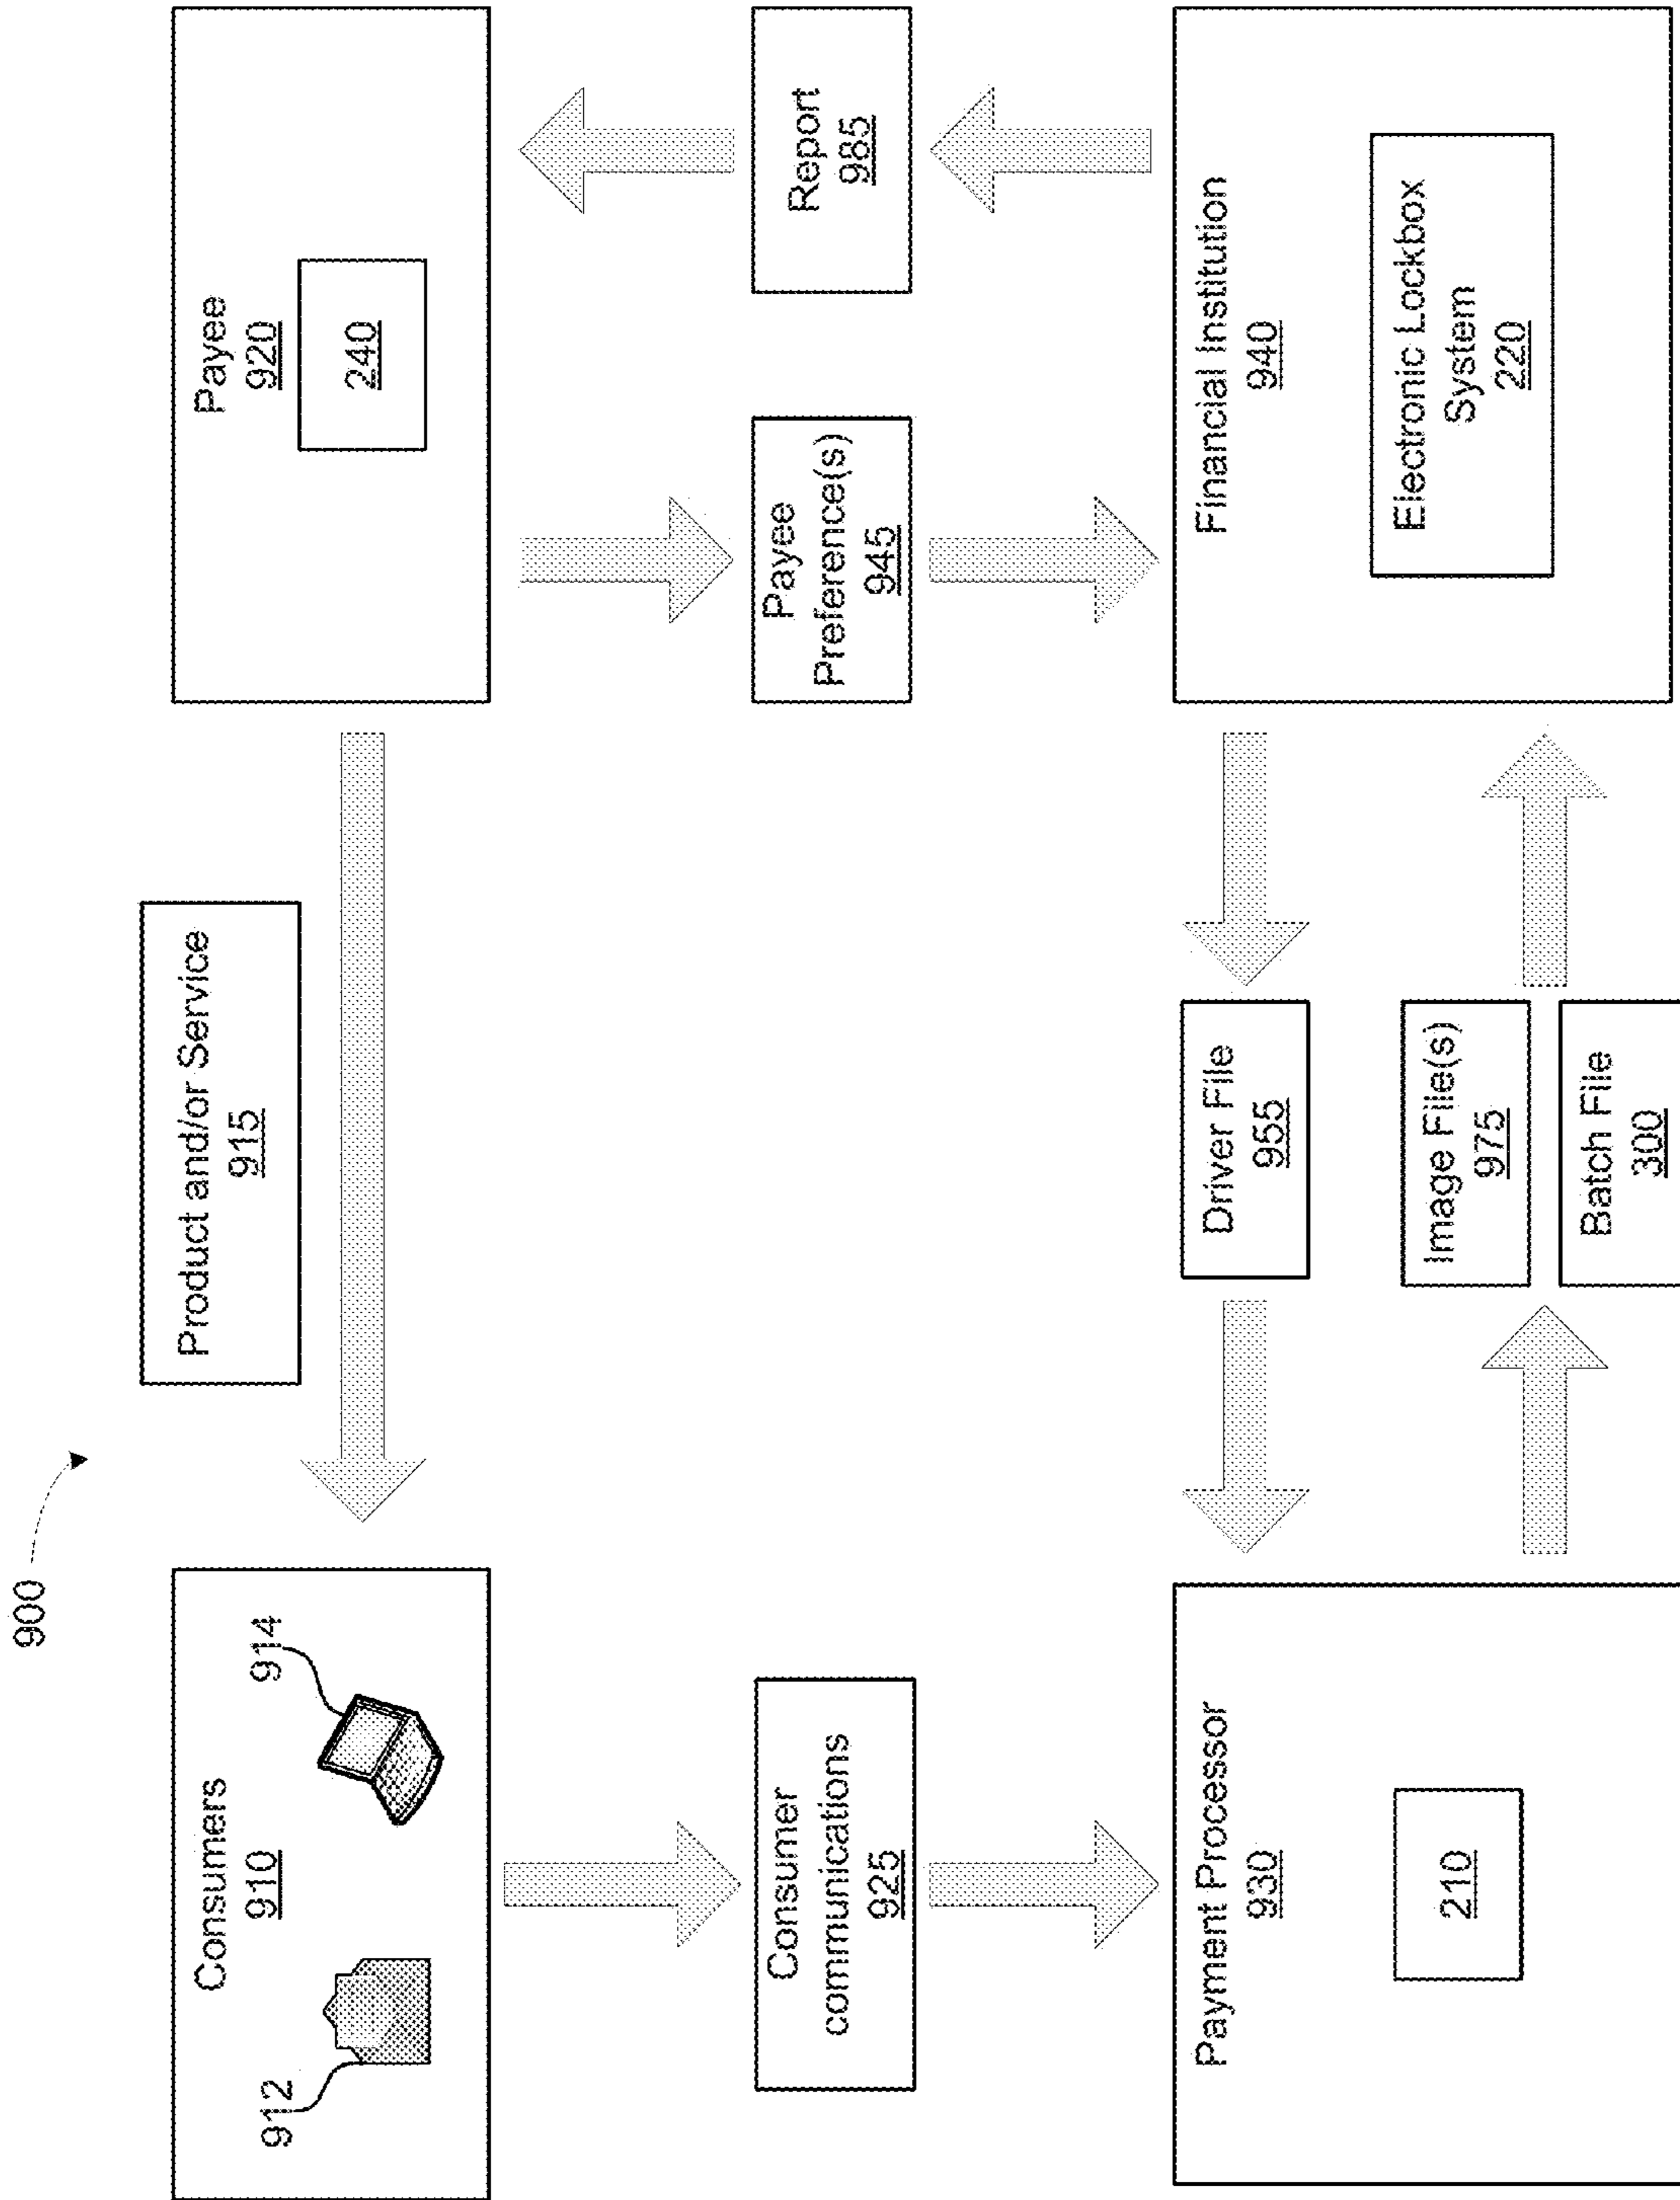 900
Consumers
910
912
914
Product and/or Service
915
Payee
920
240
Consumer
communications
925
Payee
Preference(s)
945
Report
985
Payment Processor
930
210
Driver File
955
Image File(s)
975
Batch File
300
Financial Institution
940
Electronic Lockbox
System
220